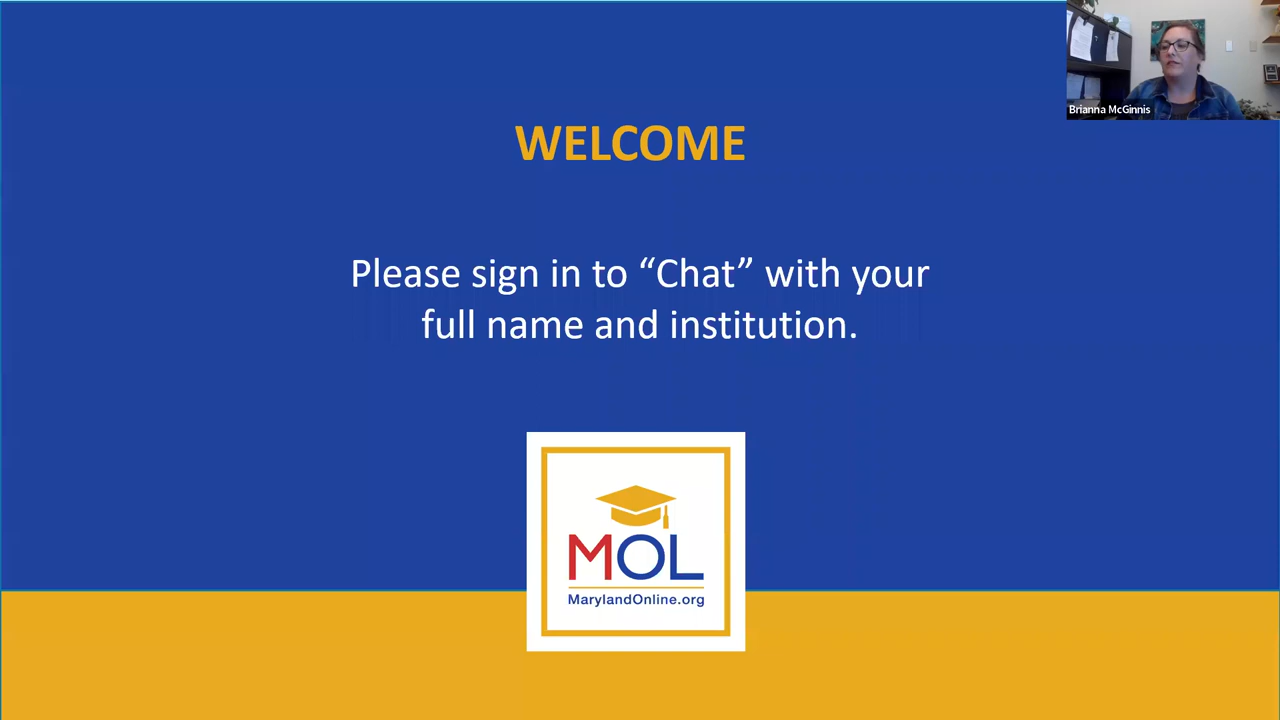 Brianna McGinnis
WELCOME
Please sign in to “Chat” with your
full name and institution.
MOL
MarylandOnline.org